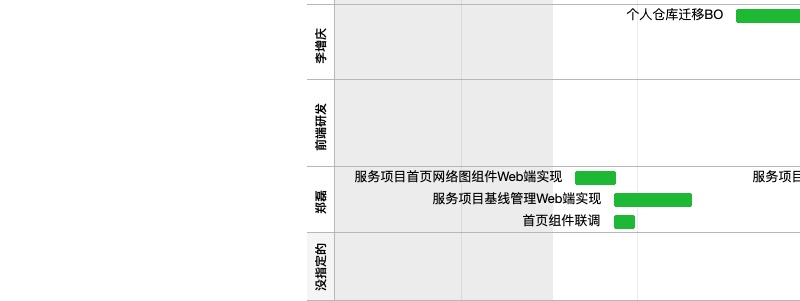 个人仓库迁移BO
李增庆
前端研发
服务项目首页网络图组件Web端实现
服务项目
服务项目基线管理Web端实现
郑磊
首页组件联调
没指定的